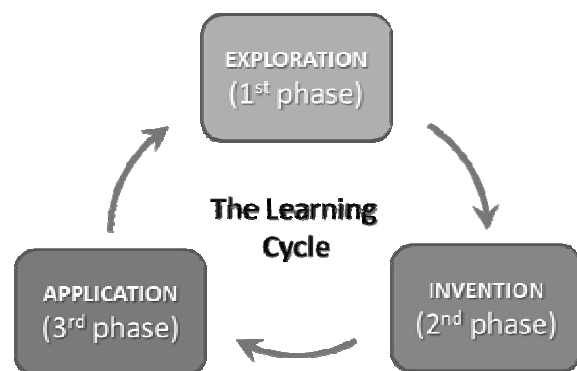 EXPLORATION
(1st phase)
The Learning
Cycle
INVENTION
(2nd phase)
APPLICATION
(3rd phase)